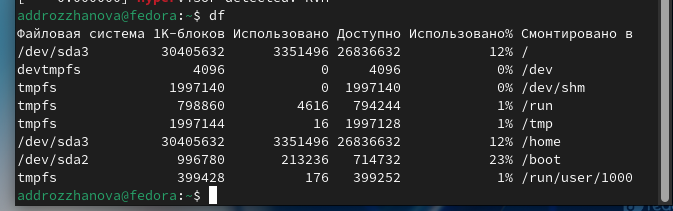 addrozzhanova@fedora:~$ df
Файловая система 1K-блоков Использовано Доступно Использовано% Смонтировано в
/dev/sda3 30405632 3351496 26836632 12% /
devtmpfs 4096 0 4096 0% /dev
tmpfs 1997140 0 1997140 0% /dev/shm
tmpfs 798860 4616 794244 1% /run
tmpfs 1997144 16 1997128 1% /tmp
/dev/sda3 30405632 3351496 26836632 12% /home
/dev/sda2 996780 213236 714732 23% /boot
tmpfs 399428 176 399252 1% /run/user/1000
addrozzhanova@fedora:~$